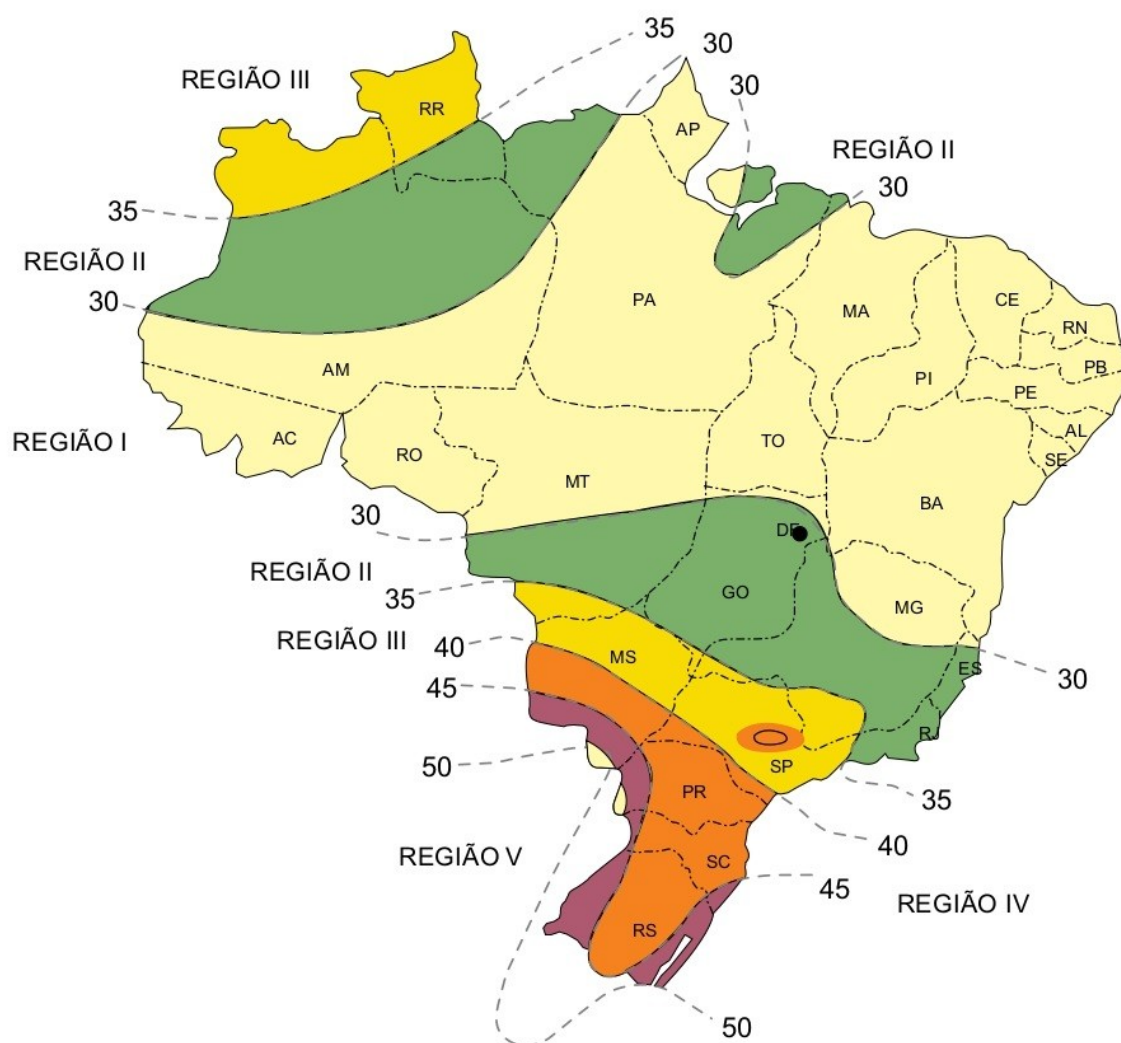 35
30
30
REGIÃO III
RR
AP
REGIÃO II
30
35
REGIÃO II
30
PA
MA
CE
RN
PB
PI
PE
AM
AL
SE
REGIÃO I
AC
RO
TO
MT
BA
30
DF
REGIÃO II
35
GO
MG
REGIÃO III
40
MS
ES
30
45
RJ
50
SP
PR
35
40
REGIÃO V
SC
45
REGIÃO IV
RS
50